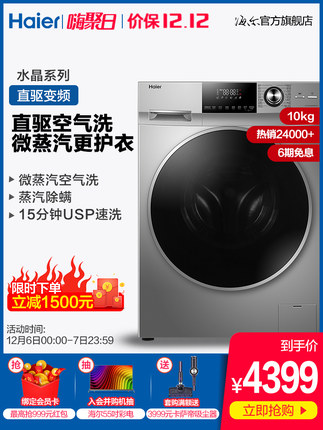 Haier 嗨聚日 价保12.12
官方旗舰店
水晶系列
直驱变频
直驱空气洗
微蒸汽更护衣
微蒸汽空气洗
蒸汽除螨
15分钟USP速洗
Haier
10kg
热销24000+
6期免息
限时下单
立减1500元
活动时间:
12月6日00:00-7日23:59
抢
抽
送
绑定会员卡
入会并购机抽
套购满额送
最高抢999元红包
海尔55吋彩电
3999元卡萨帝吸尘器
到手价
¥4399
立即抢购